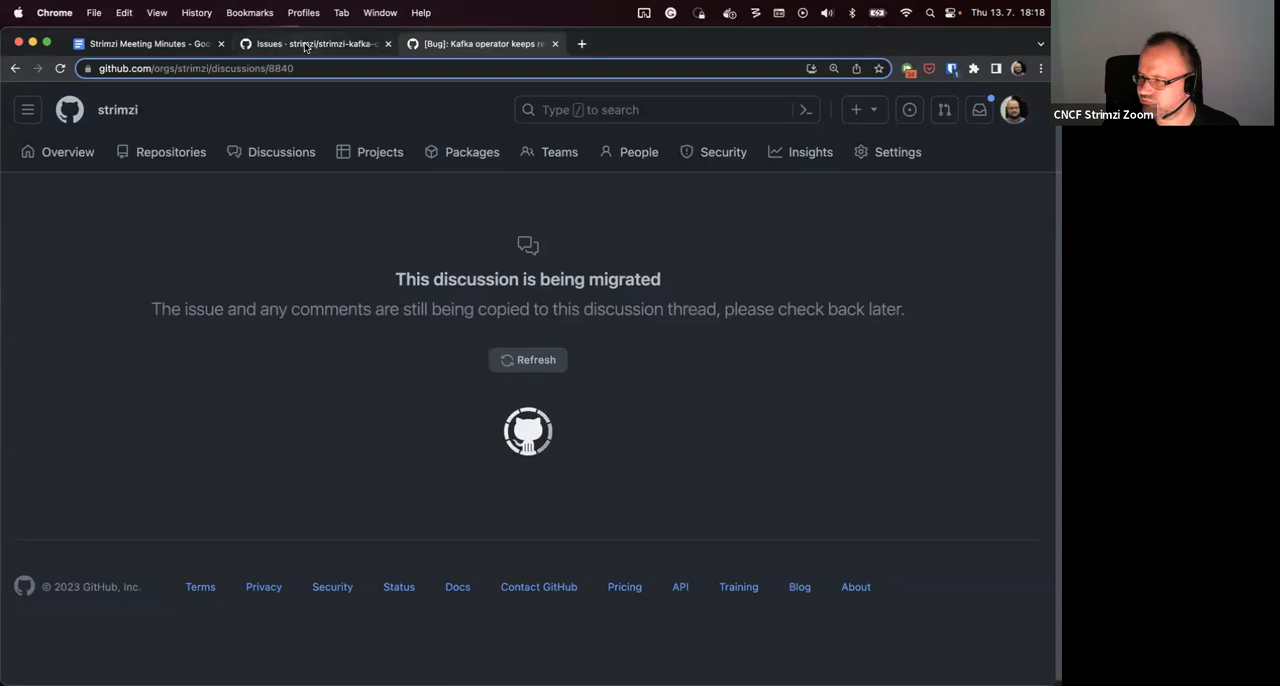 Chrome File Edit View History Bookmarks Profiles Tab Window Help Thu 13. 7. 18:18
Strimzi Meeting Minutes - Goo Issues · strimzi/strimzi-kafka-o [Bug]: Kafka operator keeps re
github.com/orgs/strimzi/discussions/8840
strimzi Type / to search
CNCF Strimzi Zoom
Overview Repositories Discussions Projects Packages Teams People Security Insights Settings
This discussion is being migrated
The issue and any comments are still being copied to this discussion thread, please check back later.
Refresh
© 2023 GitHub, Inc. Terms Privacy Security Status Docs Contact GitHub Pricing API Training Blog About